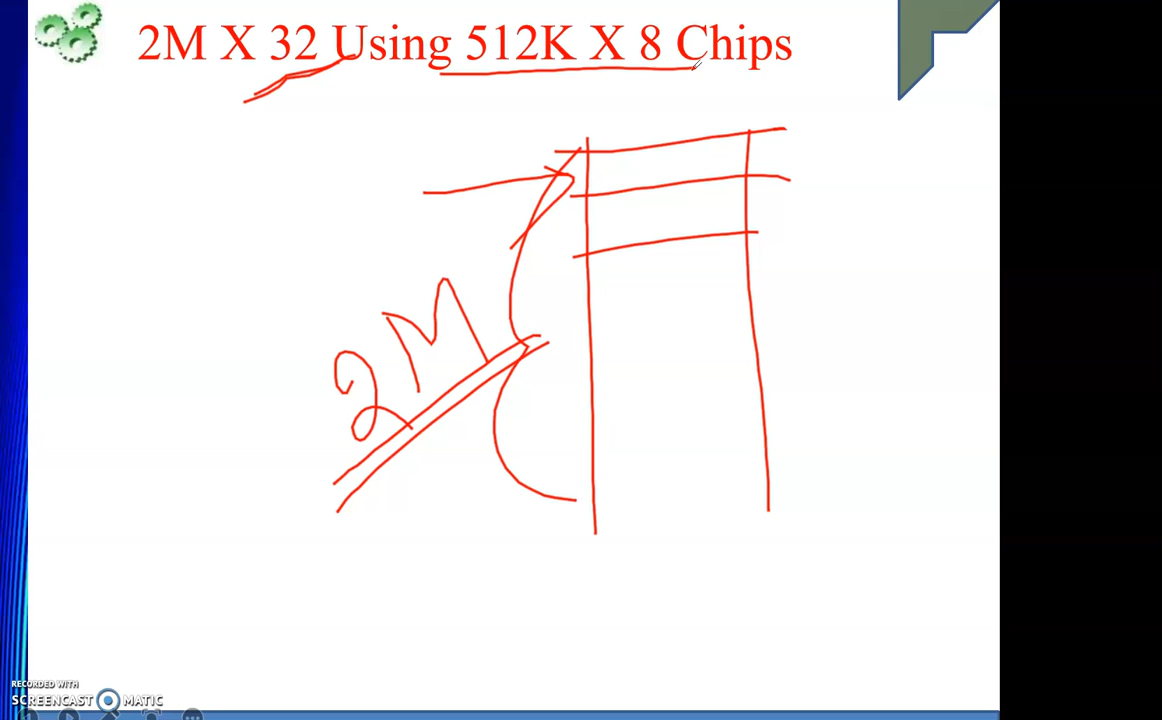 2M X 32 Using 512K X 8 Chips
2M
RECORDED WITH
SCREENCAST MATIC